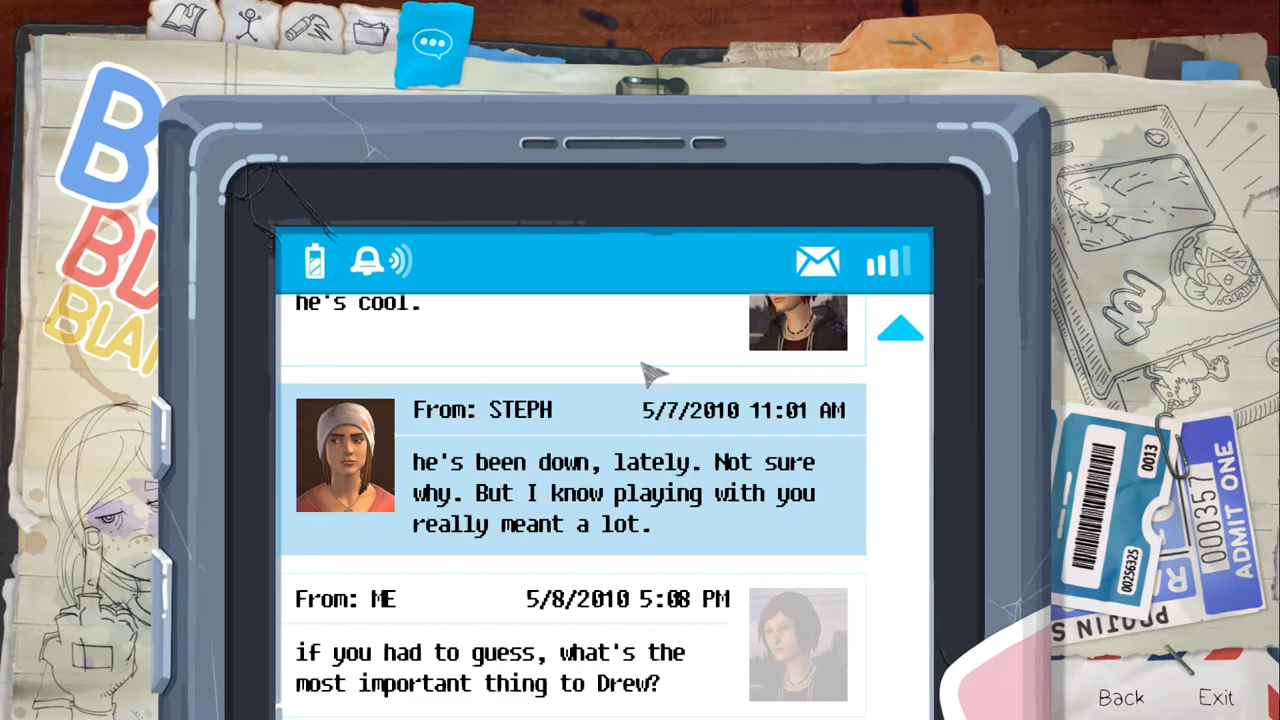 he's cool.
From: STEPH 5/7/2010 11:01 AM
he's been down, lately. Not sure
why. But I know playing with you
really meant a lot.
From: ME 5/8/2010 5:08 PM
if you had to guess, what's the
most important thing to Drew?
0013
00256325
000357
ADMIT ONE
Back Exit